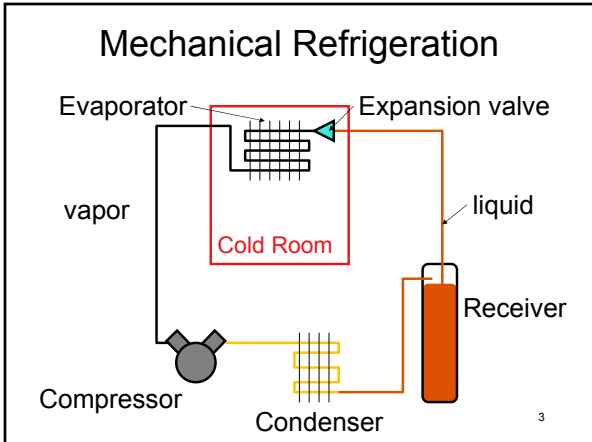 Mechanical Refrigeration
Evaporator
Expansion valve
vapor
liquid
Cold Room
Receiver
Compressor
Condenser
3